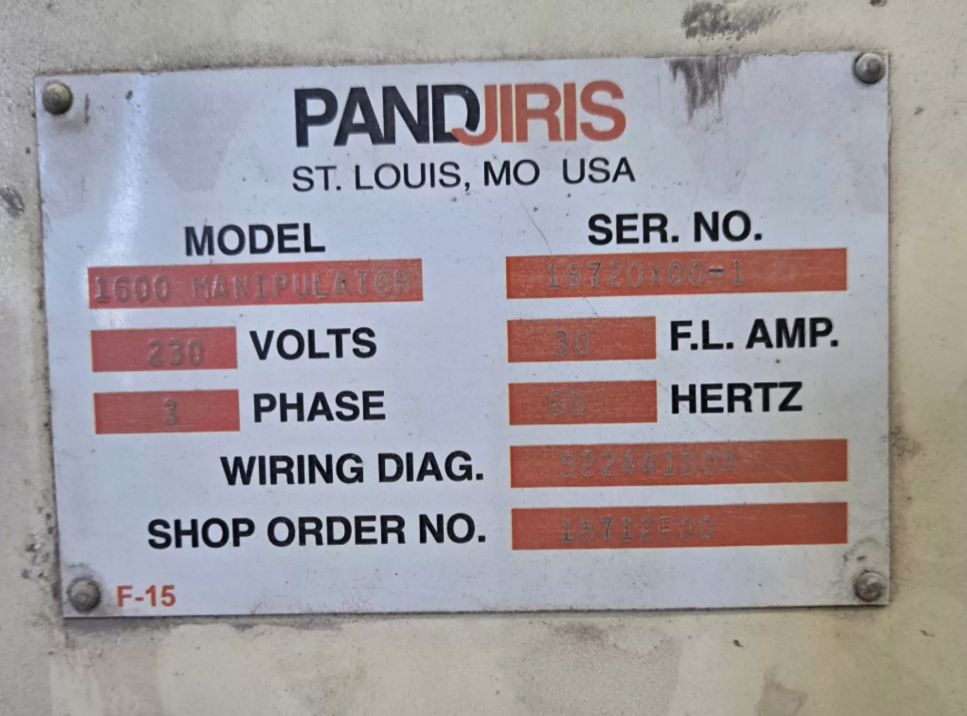 PANDJIRIS
ST. LOUIS, MO USA
MODEL SER. NO.
1600 MANIPULATOR 18720X00-1
230 VOLTS 30 F.L. AMP.
3 PHASE 60 HERTZ
WIRING DIAG.
SHOP ORDER NO. 18712E00
F-15